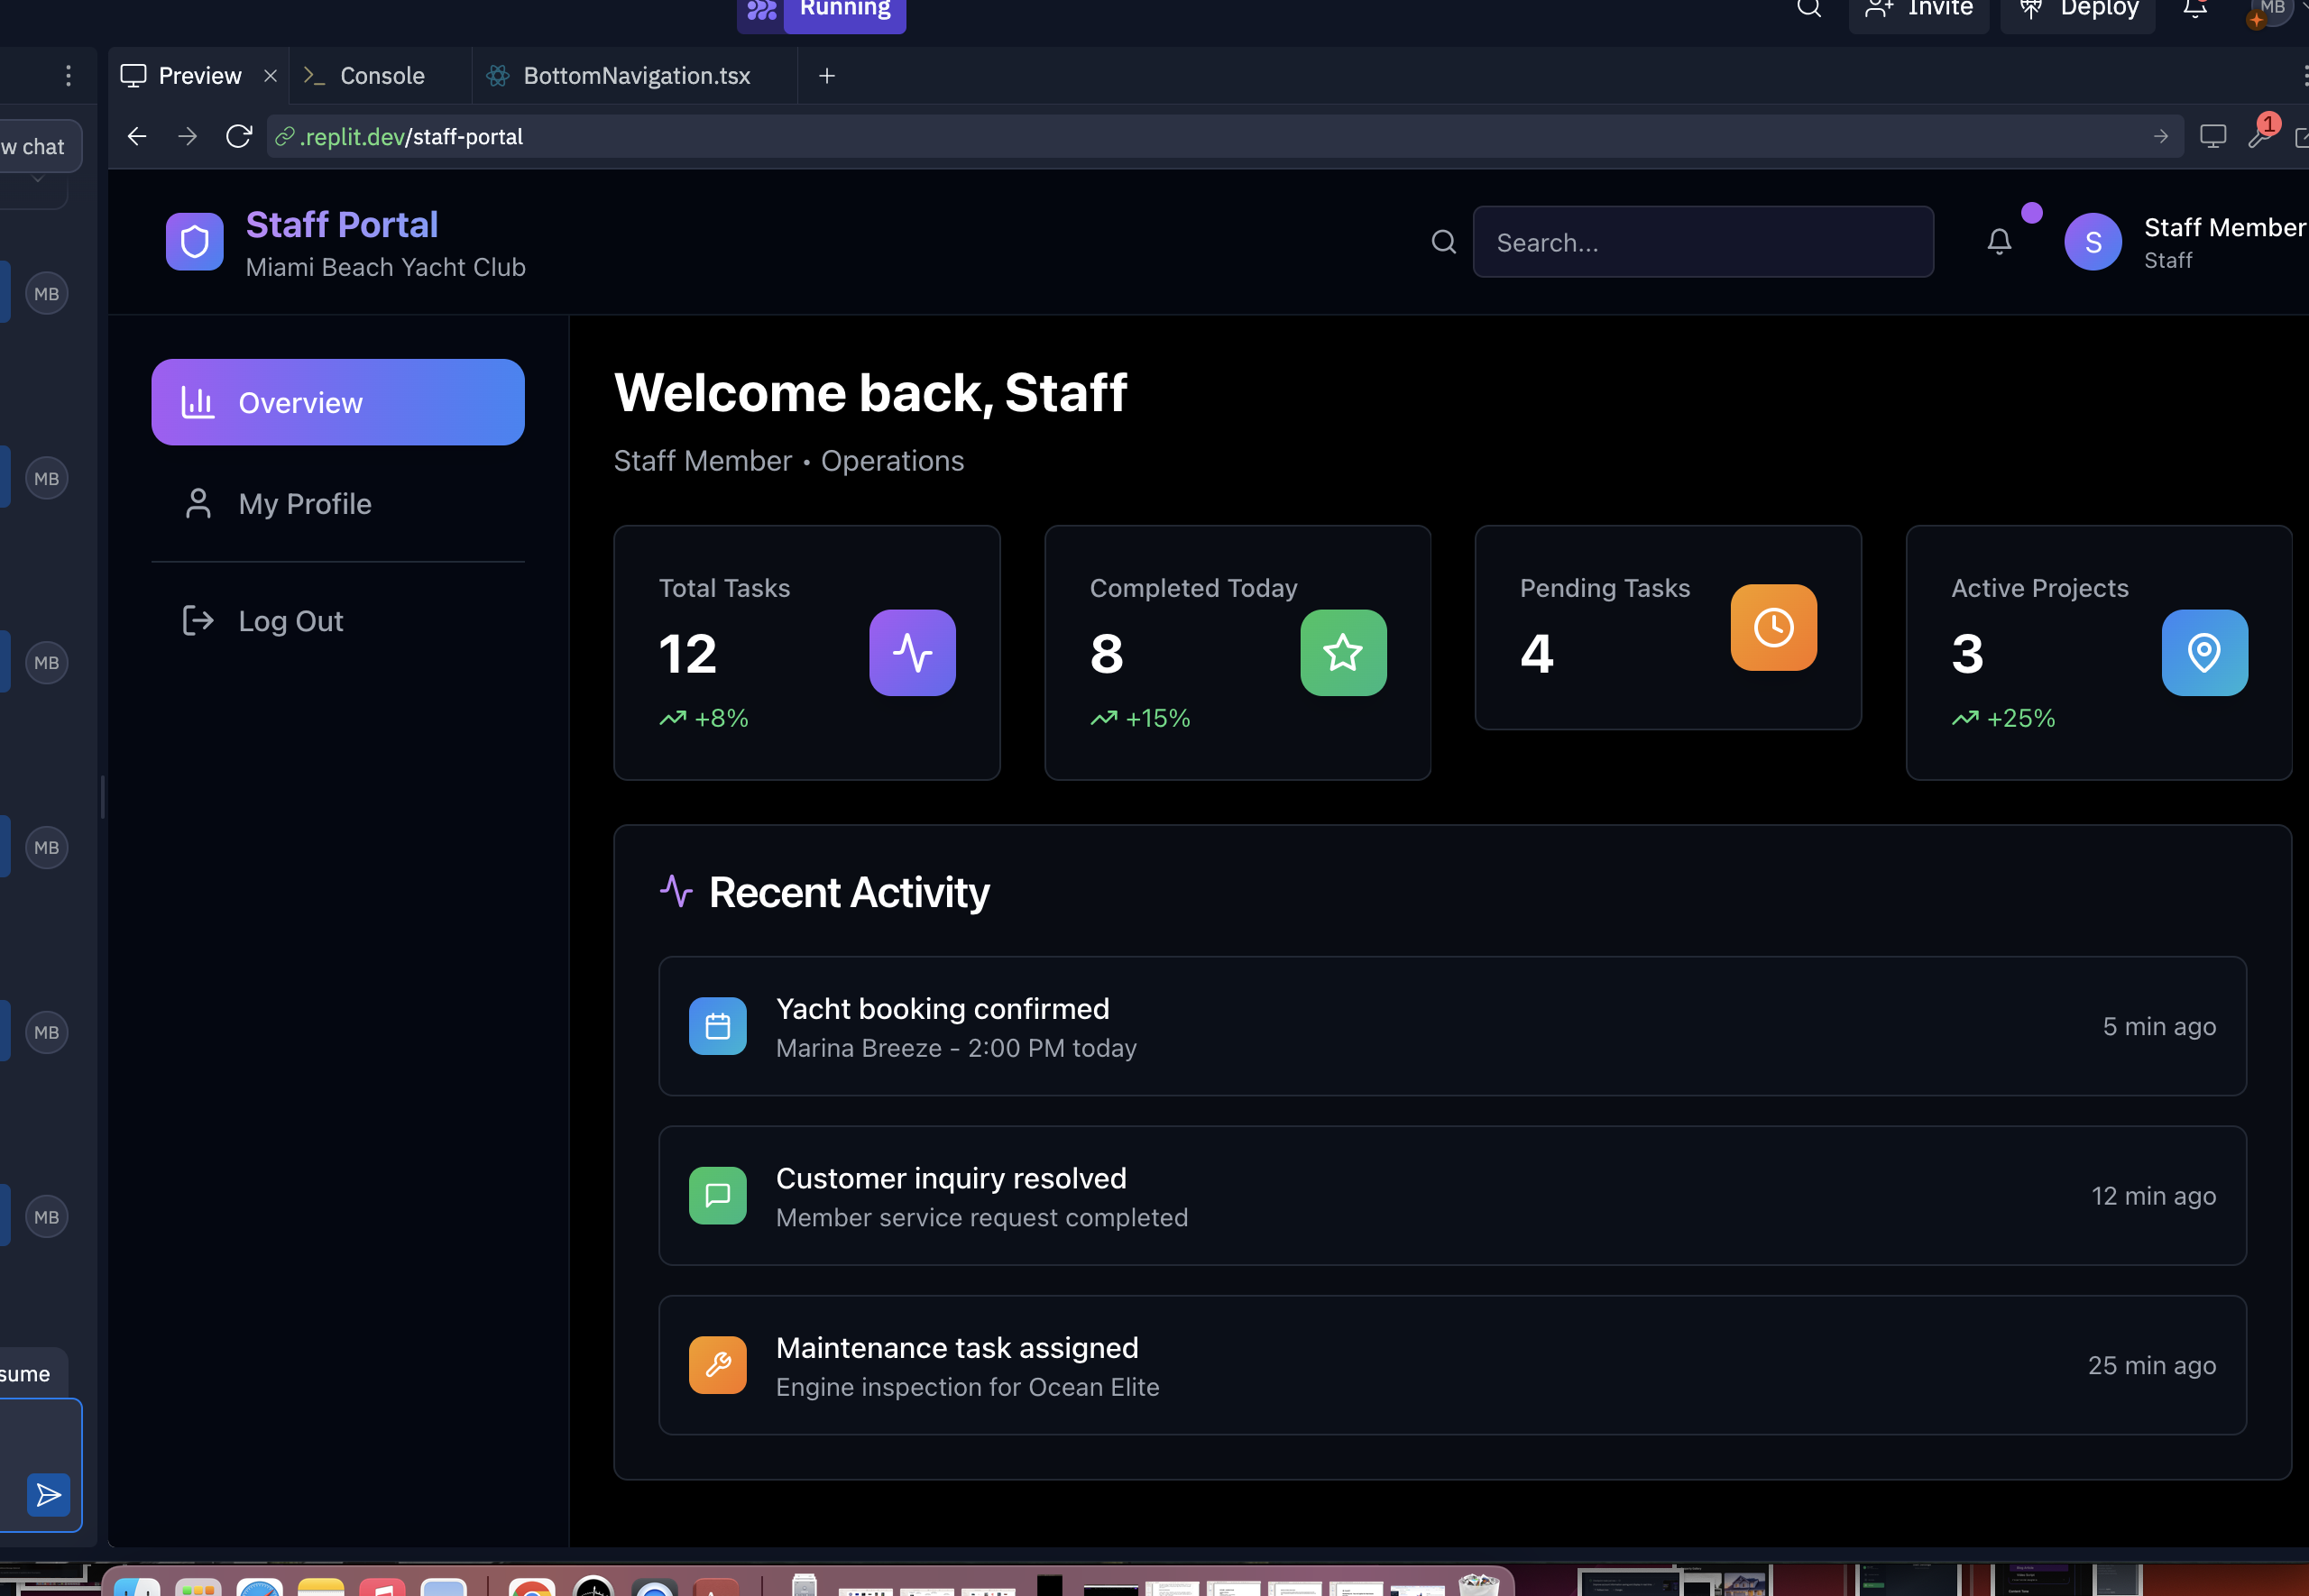 Running
Invite
Deploy
MB
Preview
Console
BottomNavigation.tsx
w chat
.replit.dev/staff-portal
1
Staff Portal
Miami Beach Yacht Club
Search...
S
Staff Member
Staff
MB
MB
MB
MB
MB
MB
Overview
My Profile
Log Out
Welcome back, Staff
Staff Member • Operations
Total Tasks
12
+8%
Completed Today
8
+15%
Pending Tasks
4
Active Projects
3
+25%
Recent Activity
Yacht booking confirmed
Marina Breeze - 2:00 PM today
5 min ago
Customer inquiry resolved
Member service request completed
12 min ago
Maintenance task assigned
Engine inspection for Ocean Elite
25 min ago
sume